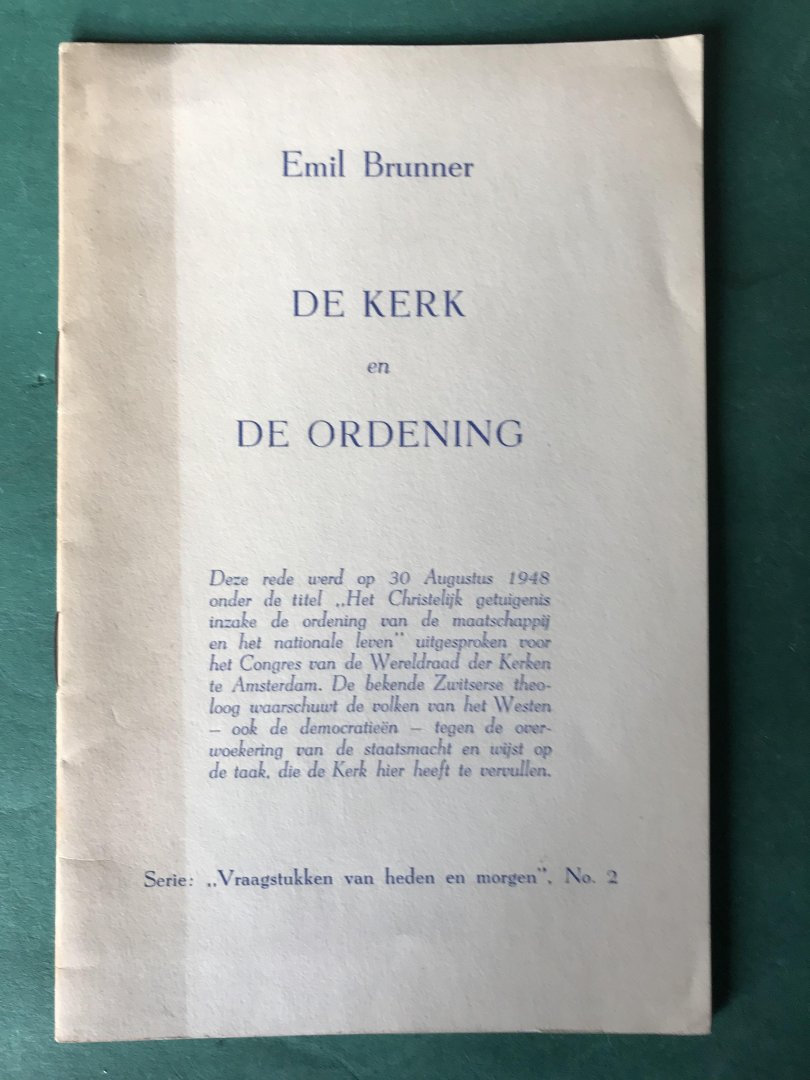 Emil Brunner
DE KERK
en
DE ORDENING
Deze rede werd op 30 Augustus 1948
onder de titel „Het Christelijk getuigenis
inzake de ordening van de maatschappij
en het nationale leven” uitgesproken voor
het Congres van de Wereldraad der Kerken
te Amsterdam. De bekende Zwitserse theo-
loog waarschuwt de volken van het Westen
– ook de democratieën – tegen de over-
woekering van de staatsmacht en wijst op
de taak, die de Kerk hier heeft te vervullen.
Serie: „Vraagstukken van heden en morgen”, No. 2